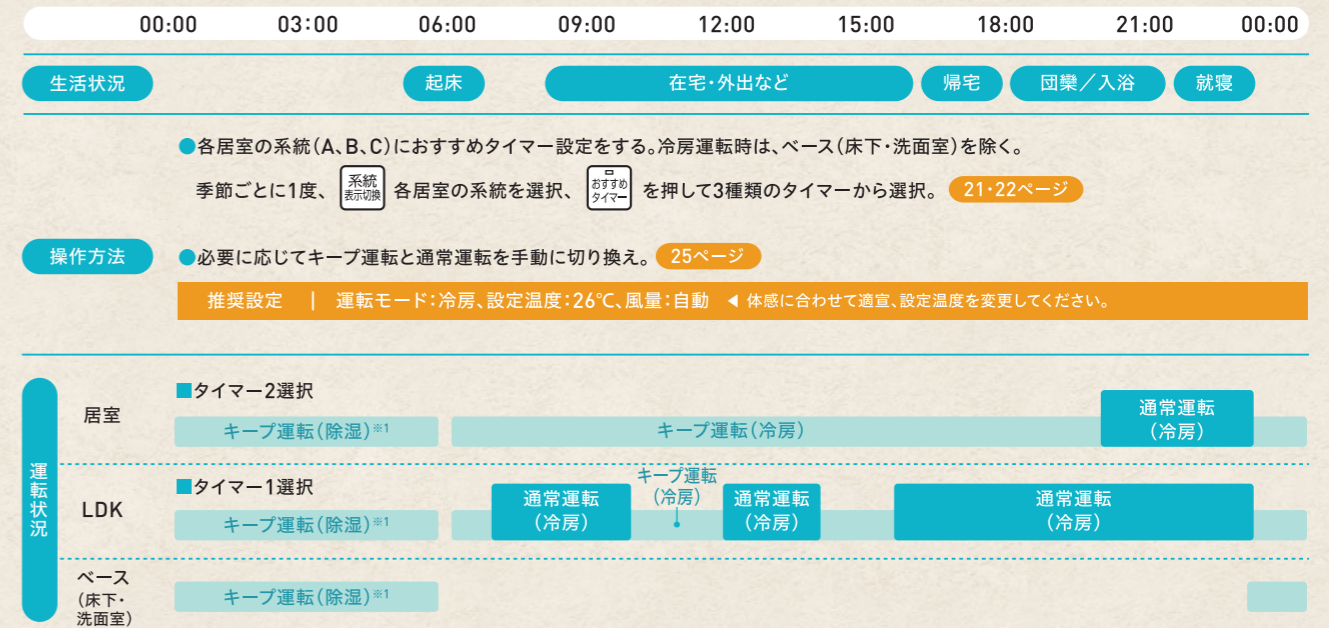 00:00 03:00 06:00 09:00 12:00 15:00 18:00 21:00 00:00
生活状況 起床 在宅・外出など 帰宅 団欒／入浴 就寝
●各居室の系統（A、B、C）におすすめタイマー設定をする。冷房運転時は、ベース（床下・洗面室）を除く。
季節ごとに1度、 系統 表示切換 各居室の系統を選択、 おすすめ タイマー を押して3種類のタイマーから選択。 21・22ページ
操作方法 ●必要に応じてキープ運転と通常運転を手動に切り換え。 25ページ
推奨設定 ｜ 運転モード：冷房、設定温度：26℃、風量：自動 ◀ 体感に合わせて適宣、設定温度を変更してください。
運転状況
居室
■タイマー2選択
キープ運転（除湿）※1 キープ運転（冷房）
通常運転
（冷房）
LDK
■タイマー1選択
キープ運転（除湿）※1
通常運転
（冷房）
キープ運転
（冷房）
通常運転
（冷房）
通常運転
（冷房）
ベース
（床下・
洗面室）
キープ運転（除湿）※1